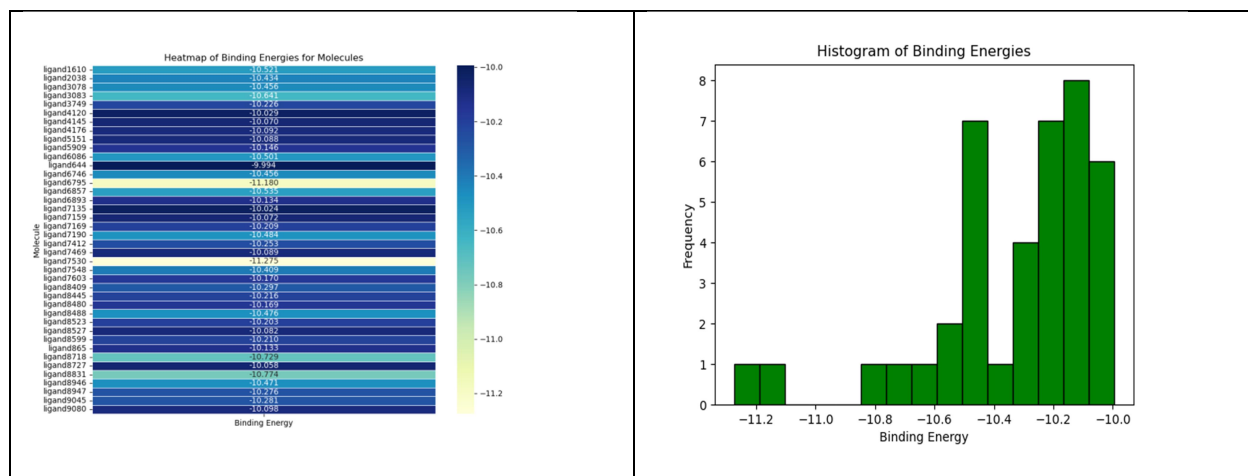 Heatmap of Binding Energies for Molecules
ligand1610 -10.521
ligand2038 -10.434
ligand3078 -10.456
ligand3083 -10.641
ligand3749 -10.226
ligand4120 -10.029
ligand4145 -10.070
ligand4176 -10.092
ligand5151 -10.088
ligand5909 -10.146
ligand6086 -10.501
ligand644 -9.994
ligand6746 -10.456
ligand6795 -11.180
ligand6857 -10.535
ligand6893 -10.134
ligand7135 -10.024
ligand7159 -10.072
ligand7169 -10.209
ligand7190 -10.484
ligand7412 -10.253
ligand7469 -10.089
ligand7530 -11.275
ligand7548 -10.409
ligand7603 -10.170
ligand8409 -10.297
ligand8445 -10.216
ligand8480 -10.169
ligand8488 -10.476
ligand8523 -10.203
ligand8527 -10.082
ligand8599 -10.210
ligand865 -10.133
ligand8718 -10.729
ligand8727 -10.058
ligand8831 -10.774
ligand8946 -10.471
ligand8947 -10.276
ligand9045 -10.281
ligand9080 -10.098
Molecule
Binding Energy
−10.0
−10.2
−10.4
−10.6
−10.8
−11.0
−11.2
Histogram of Binding Energies
Frequency
8
7
6
5
4
3
2
1
0
−11.2 −11.0 −10.8 −10.6 −10.4 −10.2 −10.0
Binding Energy